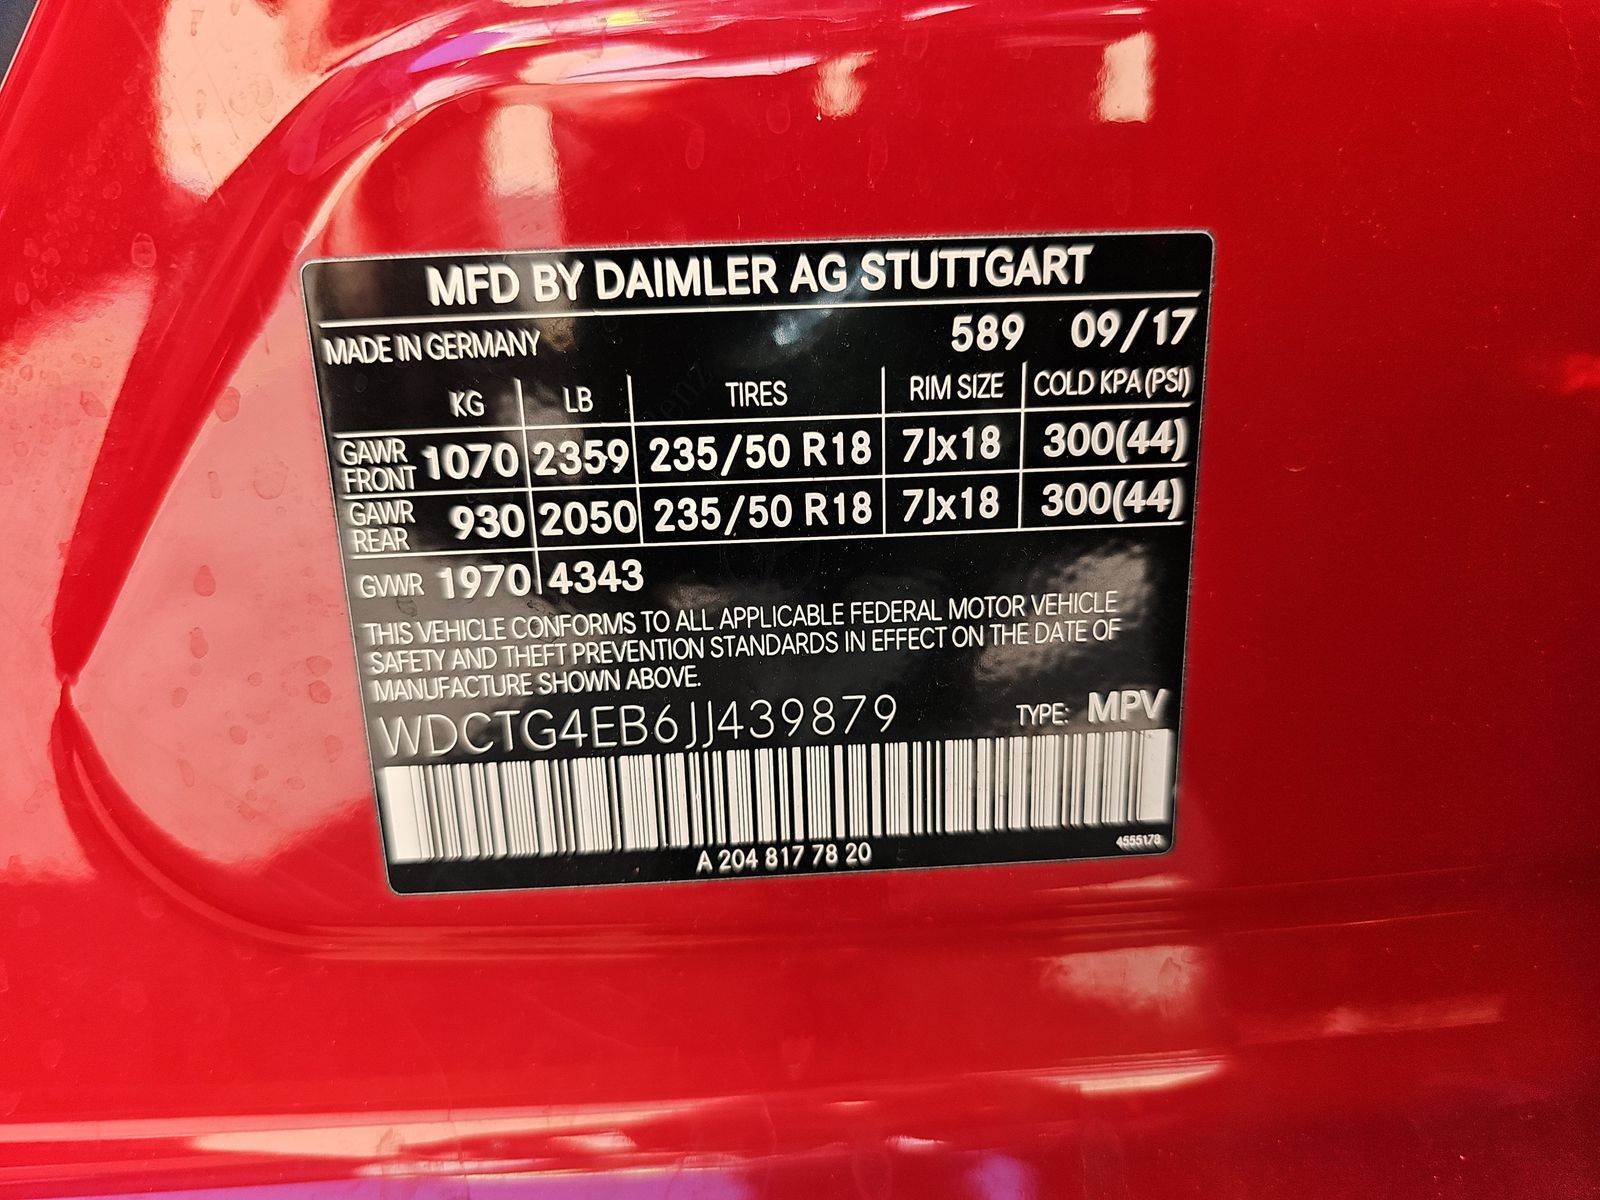 MFD BY DAIMLER AG STUTTGART
MADE IN GERMANY 589 09/17
KG LB TIRES RIM SIZE COLD KPA (PSI)
GAWR FRONT 1070 2359 235/50 R18 7Jx18 300(44)
GAWR REAR 930 2050 235/50 R18 7Jx18 300(44)
GVWR 1970 4343
THIS VEHICLE CONFORMS TO ALL APPLICABLE FEDERAL MOTOR VEHICLE
SAFETY AND THEFT PREVENTION STANDARDS IN EFFECT ON THE DATE OF
MANUFACTURE SHOWN ABOVE.
WDCTG4EB6JJ439879 TYPE: MPV
A 204 817 78 20 4555178